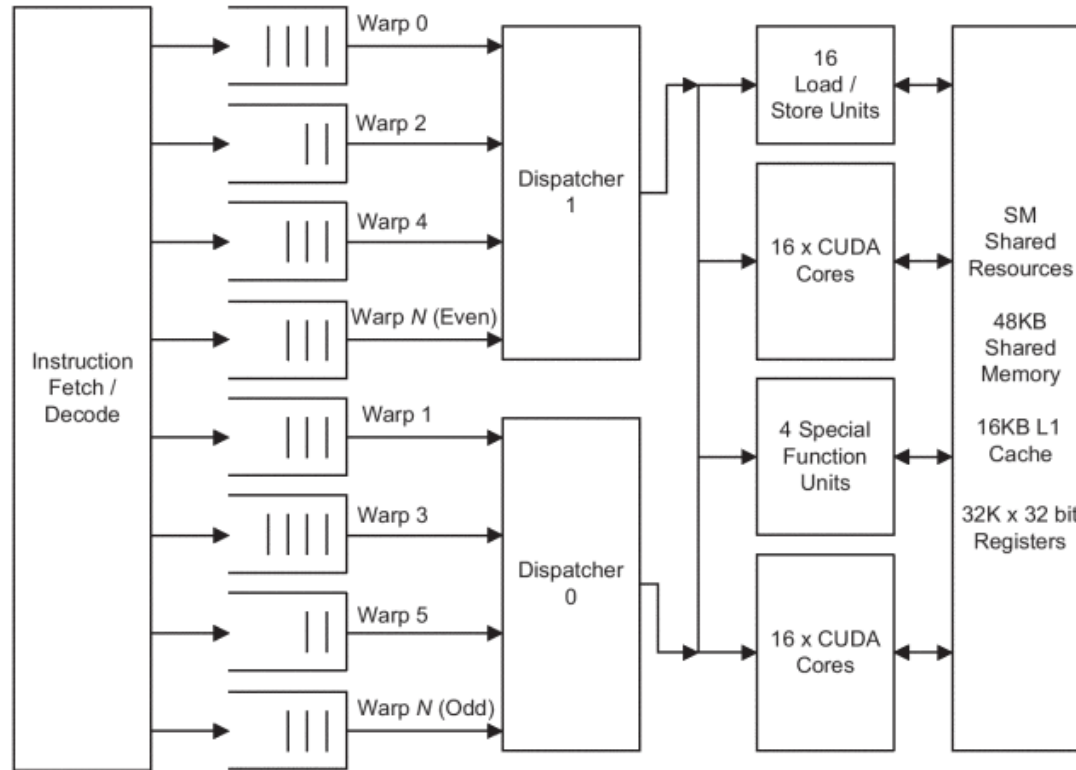 Instruction
Fetch /
Decode
Warp 0
Warp 2
Warp 4
Warp N (Even)
Warp 1
Warp 3
Warp 5
Warp N (Odd)
Dispatcher
1
Dispatcher
0
16
Load /
Store Units
16 x CUDA
Cores
4 Special
Function
Units
16 x CUDA
Cores
SM
Shared
Resources
48KB
Shared
Memory
16KB L1
Cache
32K x 32 bit
Registers